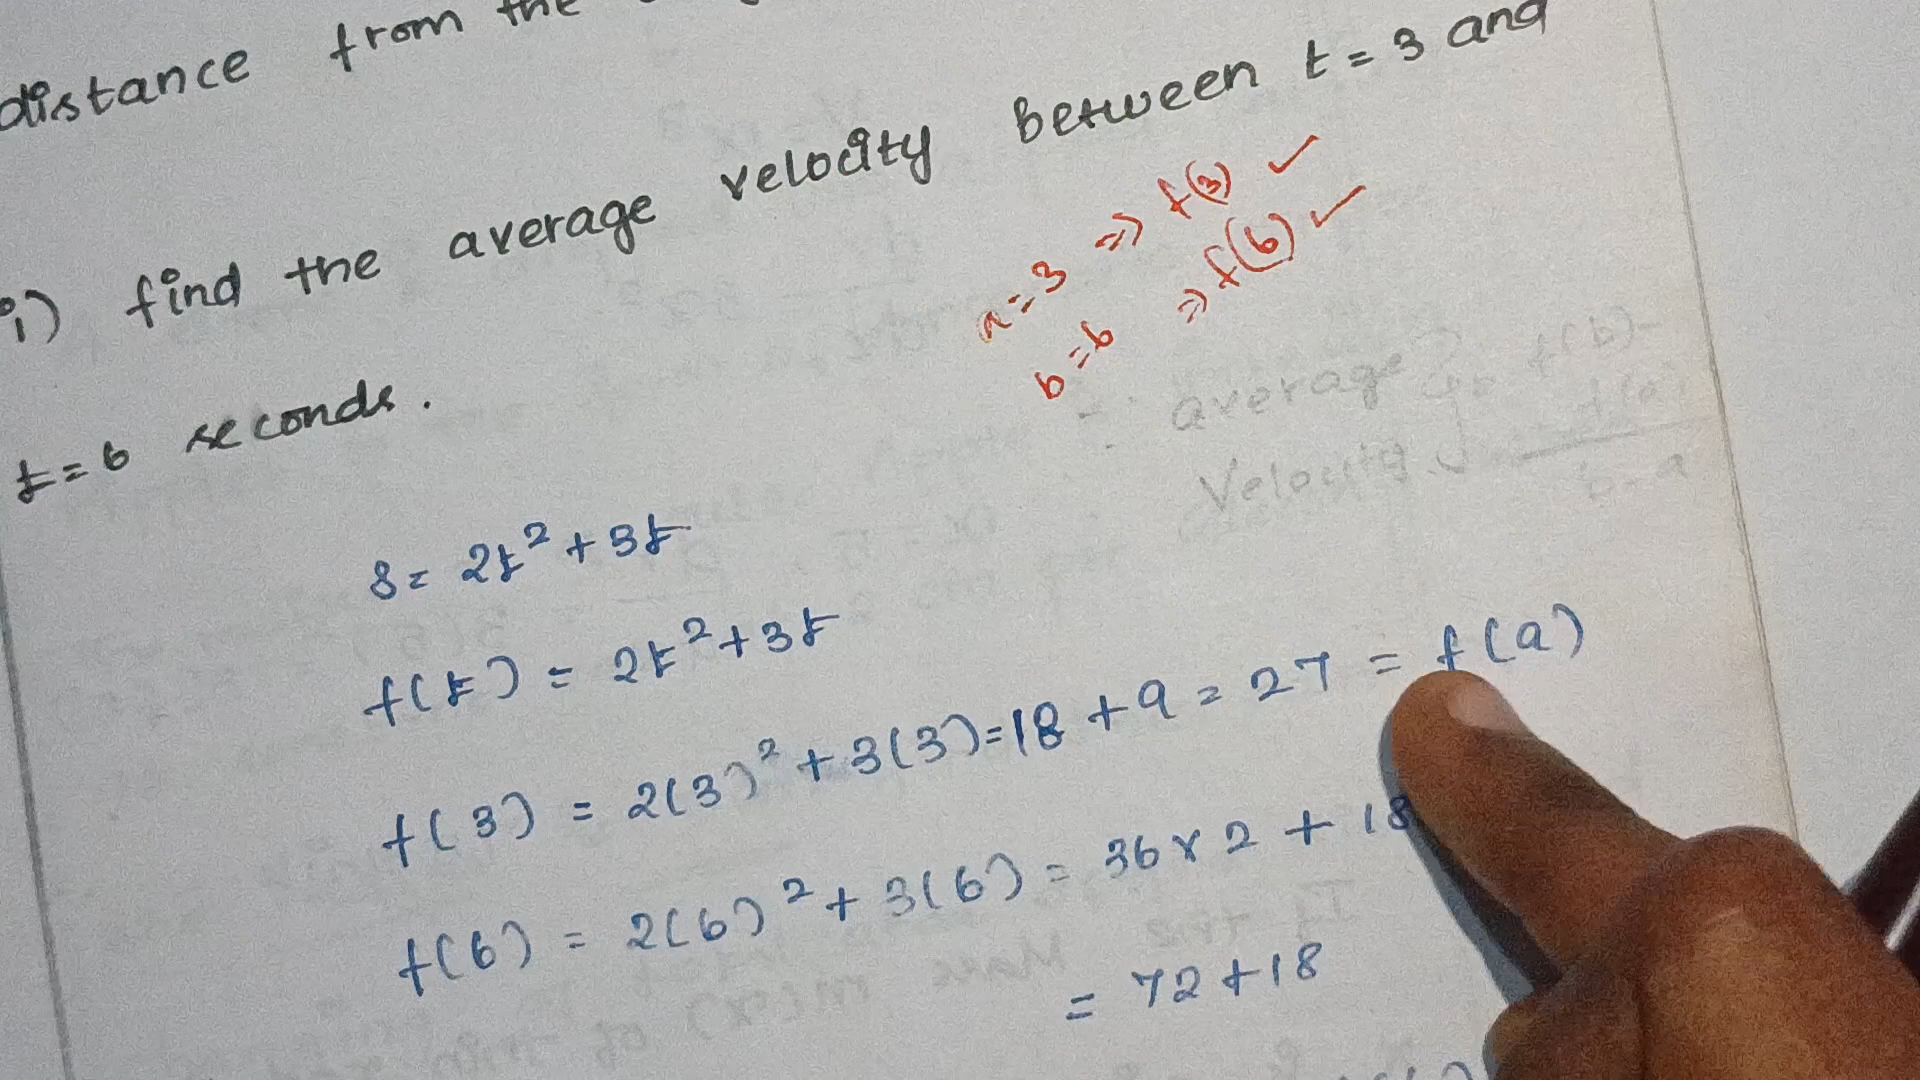 distance from the
i) find the average velocity between t = 3 and
t = 6 seconds.
a = 3 => f(3) ✓
b = 6 => f(6) ✓
average
Velocity = f(b) - f(a)
b - a
S = 2t² + 3t
f(t) = 2t² + 3t
f(3) = 2(3)² + 3(3) = 18 + 9 = 27 = f(a)
f(6) = 2(6)² + 3(6) = 36 x 2 + 18
= 72 + 18